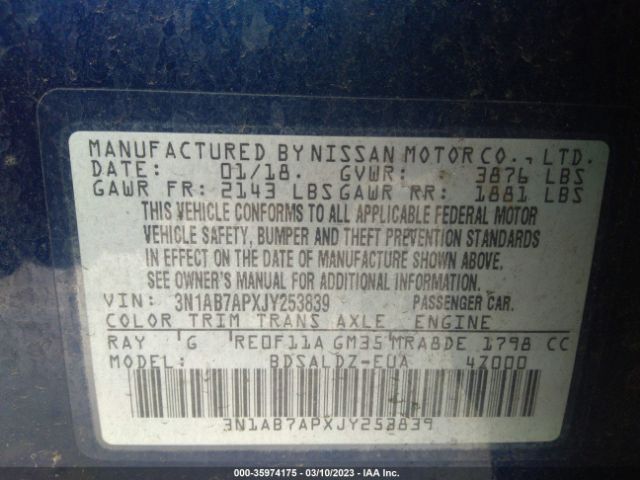 MANUFACTURED BY NISSAN MOTOR CO., LTD.
DATE: 01/18. GVWR: 3876 LBS
GAWR FR: 2143 LBS GAWR RR: 1881 LBS
THIS VEHICLE CONFORMS TO ALL APPLICABLE FEDERAL MOTOR
VEHICLE SAFETY, BUMPER AND THEFT PREVENTION STANDARDS
IN EFFECT ON THE DATE OF MANUFACTURE SHOWN ABOVE.
SEE OWNER'S MANUAL FOR ADDITIONAL INFORMATION.
VIN: 3N1AB7APXJY253839 PASSENGER CAR.
COLOR TRIM TRANS AXLE ENGINE
RAY G RE0F11A GM35 MRA8DE 1798 CC
MODEL: BDSALDZ-EUA 4Z000
3N1AB7APXJY253839
000-35974175 — 03/10/2023 — IAA Inc.